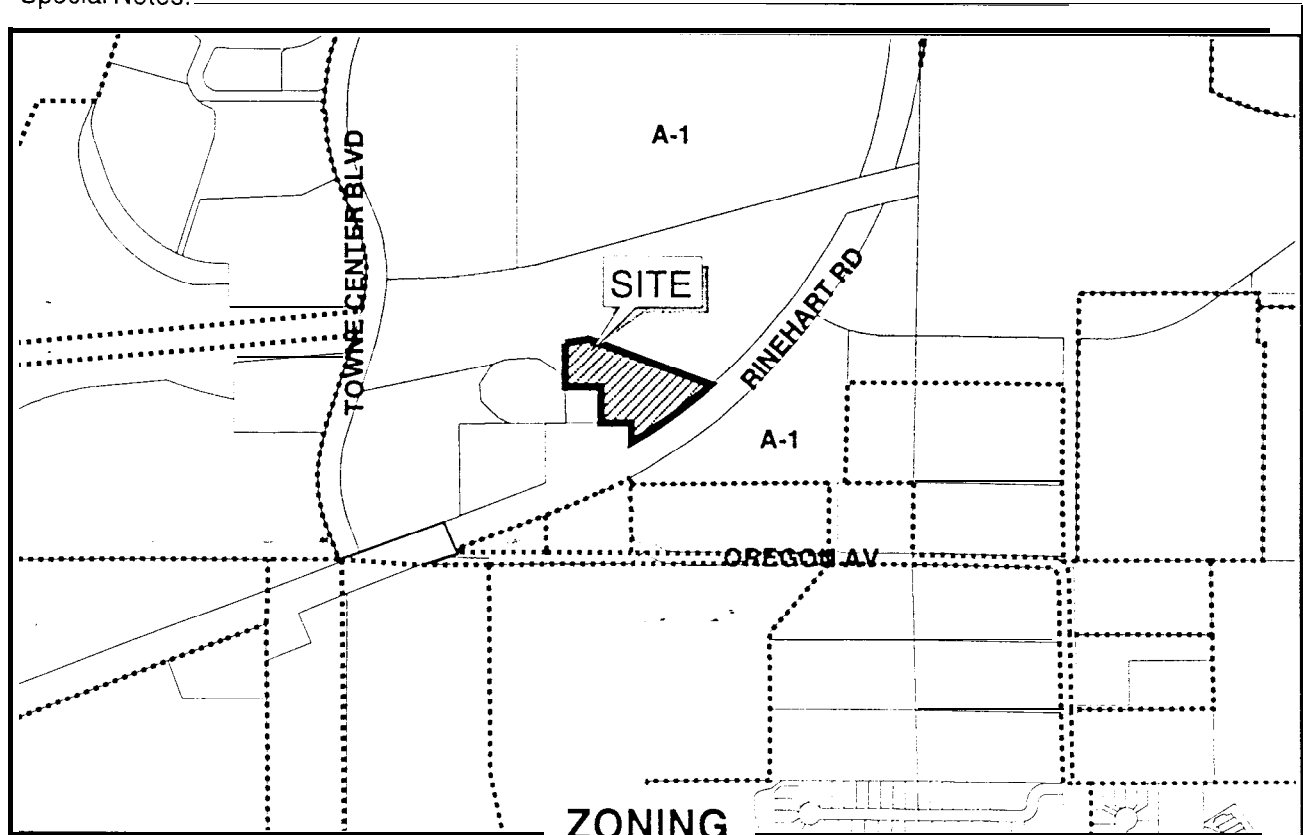 Special Notes:
A-1
TOWNE CENTER BLVD
SITE
RINEHART RD
A-1
OREGON AV
ZONING